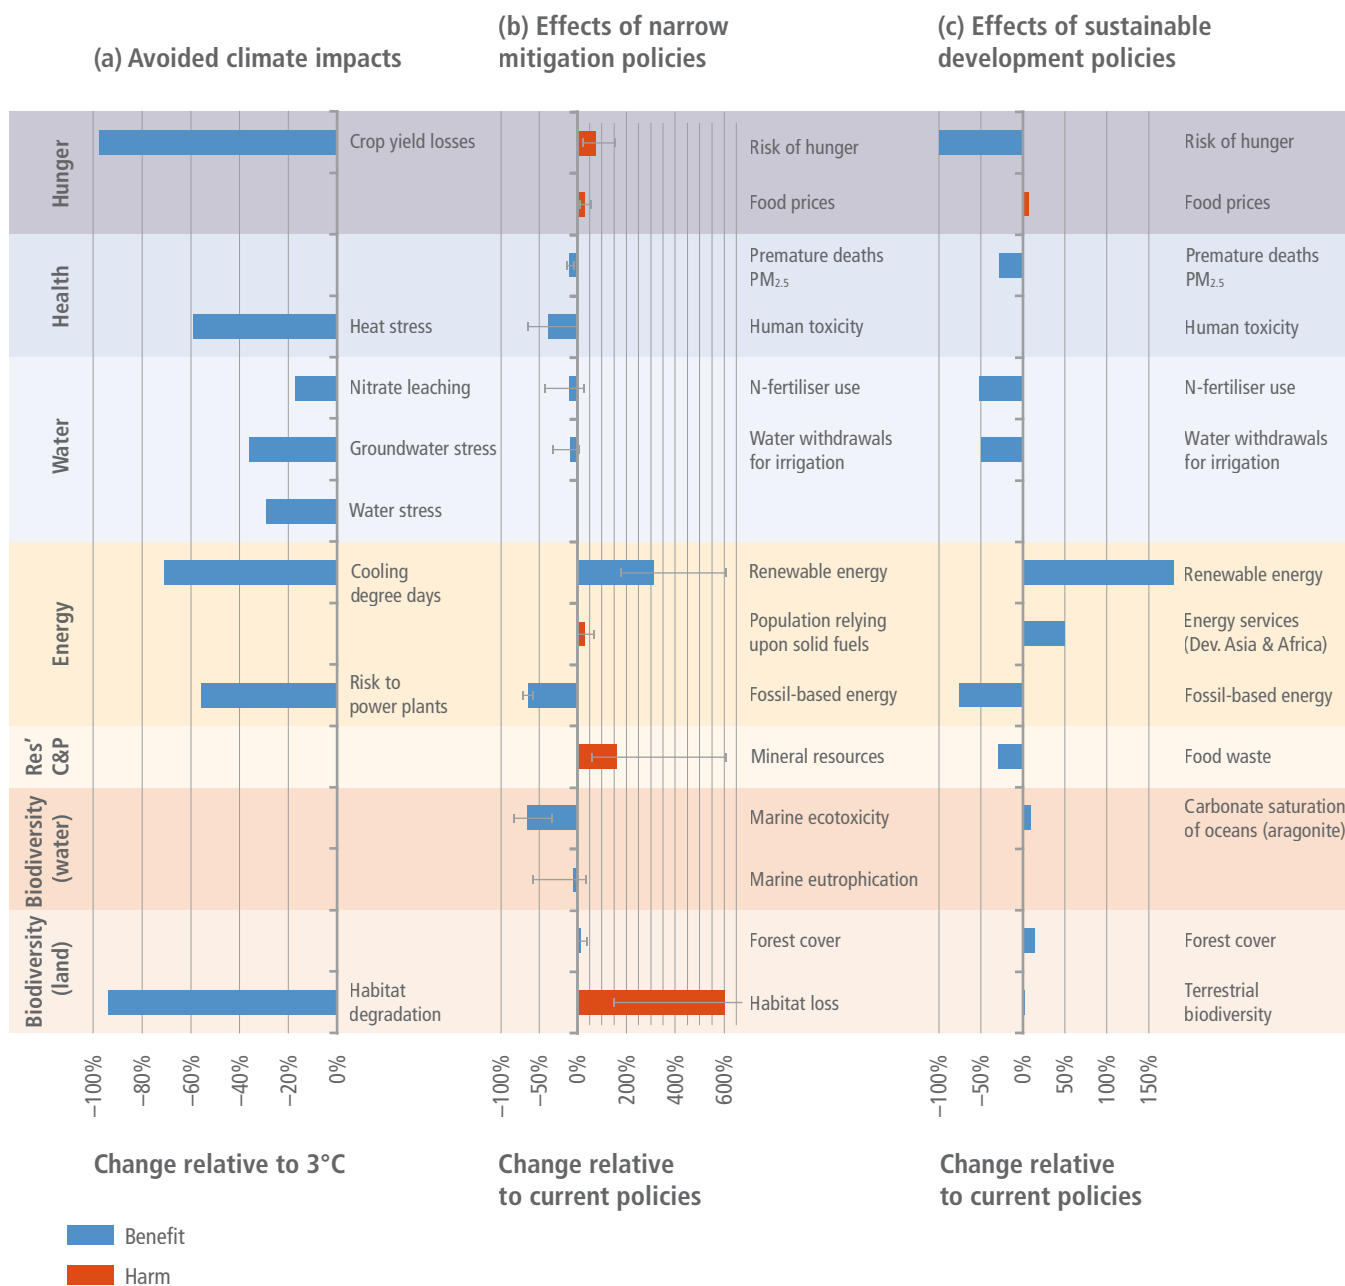 (a) Avoided climate impacts
(b) Effects of narrow
mitigation policies
(c) Effects of sustainable
development policies
Hunger
Crop yield losses
Risk of hunger
Risk of hunger
Food prices
Food prices
Health
Premature deaths
PM2.5
Premature deaths
PM2.5
Heat stress
Human toxicity
Human toxicity
Water
Nitrate leaching
N-fertiliser use
N-fertiliser use
Groundwater stress
Water withdrawals
for irrigation
Water withdrawals
for irrigation
Water stress
Energy
Cooling
degree days
Renewable energy
Renewable energy
Population relying
upon solid fuels
Energy services
(Dev. Asia & Africa)
Risk to
power plants
Fossil-based energy
Fossil-based energy
Res'
C&P
Mineral resources
Food waste
Biodiversity
(water)
Marine ecotoxicity
Carbonate saturation
of oceans (aragonite)
Marine eutrophication
Biodiversity
(land)
Forest cover
Forest cover
Habitat
degradation
Habitat loss
Terrestrial
biodiversity
−100%
−80%
−60%
−40%
−20%
0%
−100%
−50%
0%
200%
400%
600%
−100%
−50%
0%
50%
100%
150%
Change relative to 3°C
Change relative
to current policies
Change relative
to current policies
Benefit
Harm